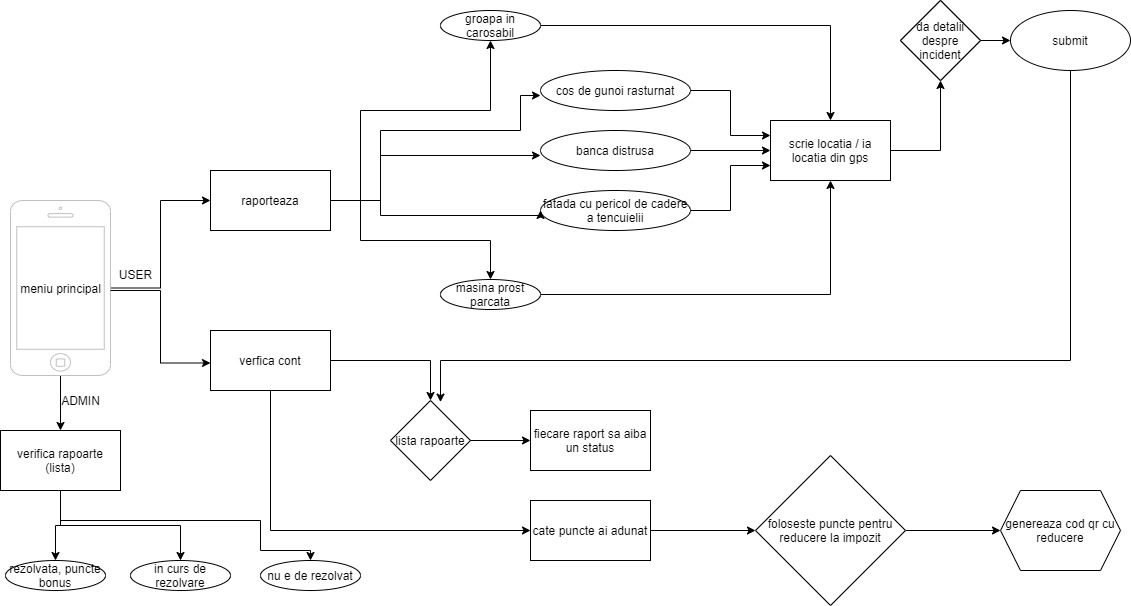 groapa in
carosabil
da detalii
despre
incident
submit
cos de gunoi rasturnat
banca distrusa
scrie locatia / ia
locatia din gps
raporteaza
fatada cu pericol de cadere
a tencuielii
USER
meniu principal
masina prost
parcata
verfica cont
ADMIN
lista rapoarte
fiecare raport sa aiba
un status
verifica rapoarte
(lista)
cate puncte ai adunat
foloseste puncte pentru
reducere la impozit
genereaza cod qr cu
reducere
rezolvata, puncte
bonus
in curs de
rezolvare
nu e de rezolvat